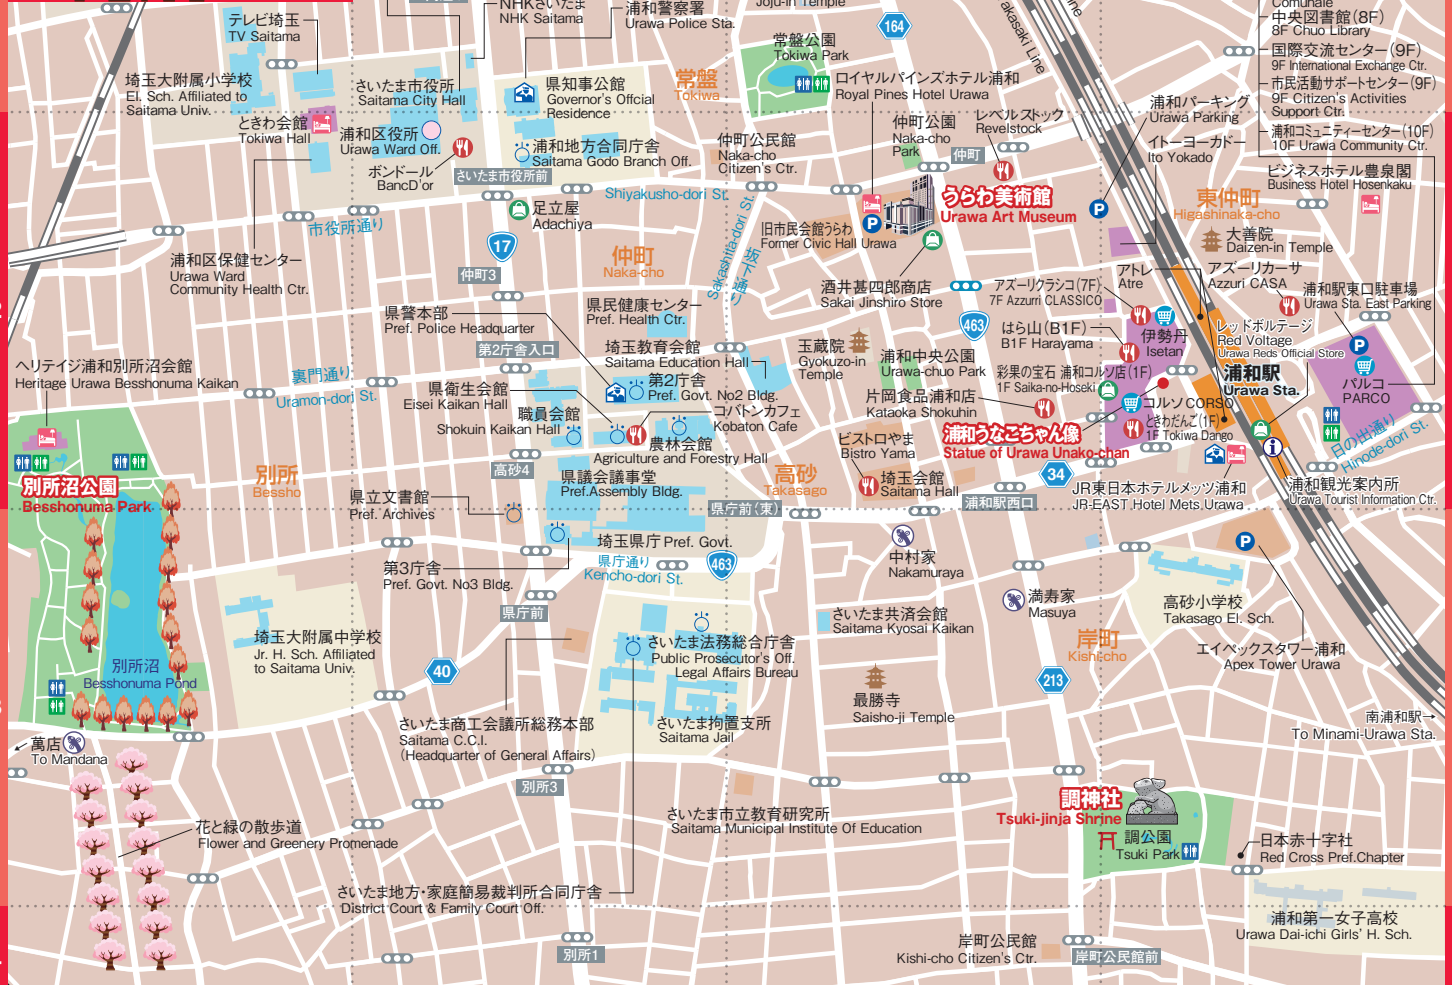 NHKさいたま
NHK Saitama
浦和警察署
Urawa Police Sta.
Joju-in Temple
akasaki Line
Line
Comunale
中央図書館(8F)
8F Chuo Library
国際交流センター(9F)
9F International Exchange Ctr.
市民活動サポートセンター(9F)
9F Citizen's Activities
Support Ctr.
浦和コミュニティーセンター(10F)
10F Urawa Community Ctr.
テレビ埼玉
TV Saitama
164
常盤公園
Tokiwa Park
埼玉大附属小学校
El. Sch. Affiliated to
Saitama Univ.
さいたま市役所
Saitama City Hall
県知事公館
Governor's Offcial
Residence
常盤
Tokiwa
ロイヤルパインズホテル浦和
Royal Pines Hotel Urawa
浦和パーキング
Urawa Parking
ときわ会館
Tokiwa Hall
浦和区役所
Urawa Ward Off.
浦和地方合同庁舎
Saitama Godo Branch Off.
仲町公民館
Naka-cho
Citizen's Ctr.
仲町公園
Naka-cho
Park
レベルストック
Revelstock
イトーヨーカドー
Ito Yokado
仲町
ボンドール
BancD'or
さいたま市役所前
ビジネスホテル豊泉閣
Business Hotel Hosenkaku
Shiyakusho-dori St.
市役所通り
足立屋
Adachiya
うらわ美術館
Urawa Art Museum
P
P
東仲町
Higashinaka-cho
旧市民会館うらわ
Former Civic Hall Urawa
大善院
Daizen-in Temple
17
仲町
Naka-cho
Sakashita-dori St.
坂下通り
浦和区保健センター
Urawa Ward
Community Health Ctr.
仲町3
酒井甚四郎商店
Sakai Jinshiro Store
アズーリクラシコ(7F)
7F Azzurri CLASSICO
アトレ
Atre
アズーリカーサ
Azzuri CASA
浦和駅東口駐車場
Urawa Sta. East Parking
県警本部
Pref. Police Headquarter
県民健康センター
Pref. Health Ctr.
463
はら山(B1F)
B1F Harayama
伊勢丹
Isetan
レッドボルテージ
Red Voltage
Urawa Reds Official Store
P
第2庁舎入口
埼玉教育会館
Saitama Education Hall
玉蔵院
Gyokuzo-in
Temple
浦和中央公園
Urawa-chuo Park
彩果の宝石 浦和コルソ店(1F)
1F Saika-no-Hoseki
浦和駅
Urawa Sta.
パルコ
PARCO
ヘリテイジ浦和別所沼会館
Heritage Urawa Besshonuma Kaikan
裏門通り
Uramon-dori St.
県衛生会館
Eisei Kaikan Hall
第2庁舎
Pref. Govt. No2 Bldg.
片岡食品浦和店
Kataoka Shokuhin
コルソ CORSO
職員会館
Shokuin Kaikan Hall
コバトンカフェ
Kobaton Cafe
ときわだんご(1F)
1F Tokiwa Dango
日の出通り
Hinode-dori St.
農林会館
Agriculture and Forestry Hall
ビストロやま
Bistro Yama
浦和うなこちゃん像
Statue of Urawa Unako-chan
高砂4
県議会議事堂
Pref.Assembly Bldg.
高砂
Takasago
埼玉会館
Saitama Hall
34
別所
Bessho
別所沼公園
Besshonuma Park
県立文書館
Pref. Archives
県庁前(東)
浦和駅西口
JR東日本ホテルメッツ浦和
JR-EAST Hotel Mets Urawa
浦和観光案内所
Urawa Tourist Information Ctr.
埼玉県庁 Pref. Govt.
県庁通り
Kencho-dori St.
463
中村家
Nakamuraya
P
第3庁舎
Pref. Govt. No3 Bldg.
県庁前
満寿家
Masuya
高砂小学校
Takasago El. Sch.
さいたま共済会館
Saitama Kyosai Kaikan
埼玉大附属中学校
Jr. H. Sch. Affiliated
to Saitama Univ.
さいたま法務総合庁舎
Public Prosecutor's Off.
Legal Affairs Bureau
岸町
Kishi-cho
エイペックスタワー浦和
Apex Tower Urawa
別所沼
Besshonuma Pond
40
213
最勝寺
Saisho-ji Temple
さいたま商工会議所総務本部
Saitama C.C.I.
(Headquarter of General Affairs)
さいたま拘置支所
Saitama Jail
南浦和駅→
To Minami-Urawa Sta.
萬店
To Mandana
別所3
調神社
Tsuki-jinja Shrine
調公園
Tsuki Park
花と緑の散歩道
Flower and Greenery Promenade
さいたま市立教育研究所
Saitama Municipal Institute Of Education
日本赤十字社
Red Cross Pref.Chapter
さいたま地方・家庭簡易裁判所合同庁舎
District Court & Family Court Off.
浦和第一女子高校
Urawa Dai-ichi Girls' H. Sch.
別所1
岸町公民館
Kishi-cho Citizen's Ctr.
岸町公民館前